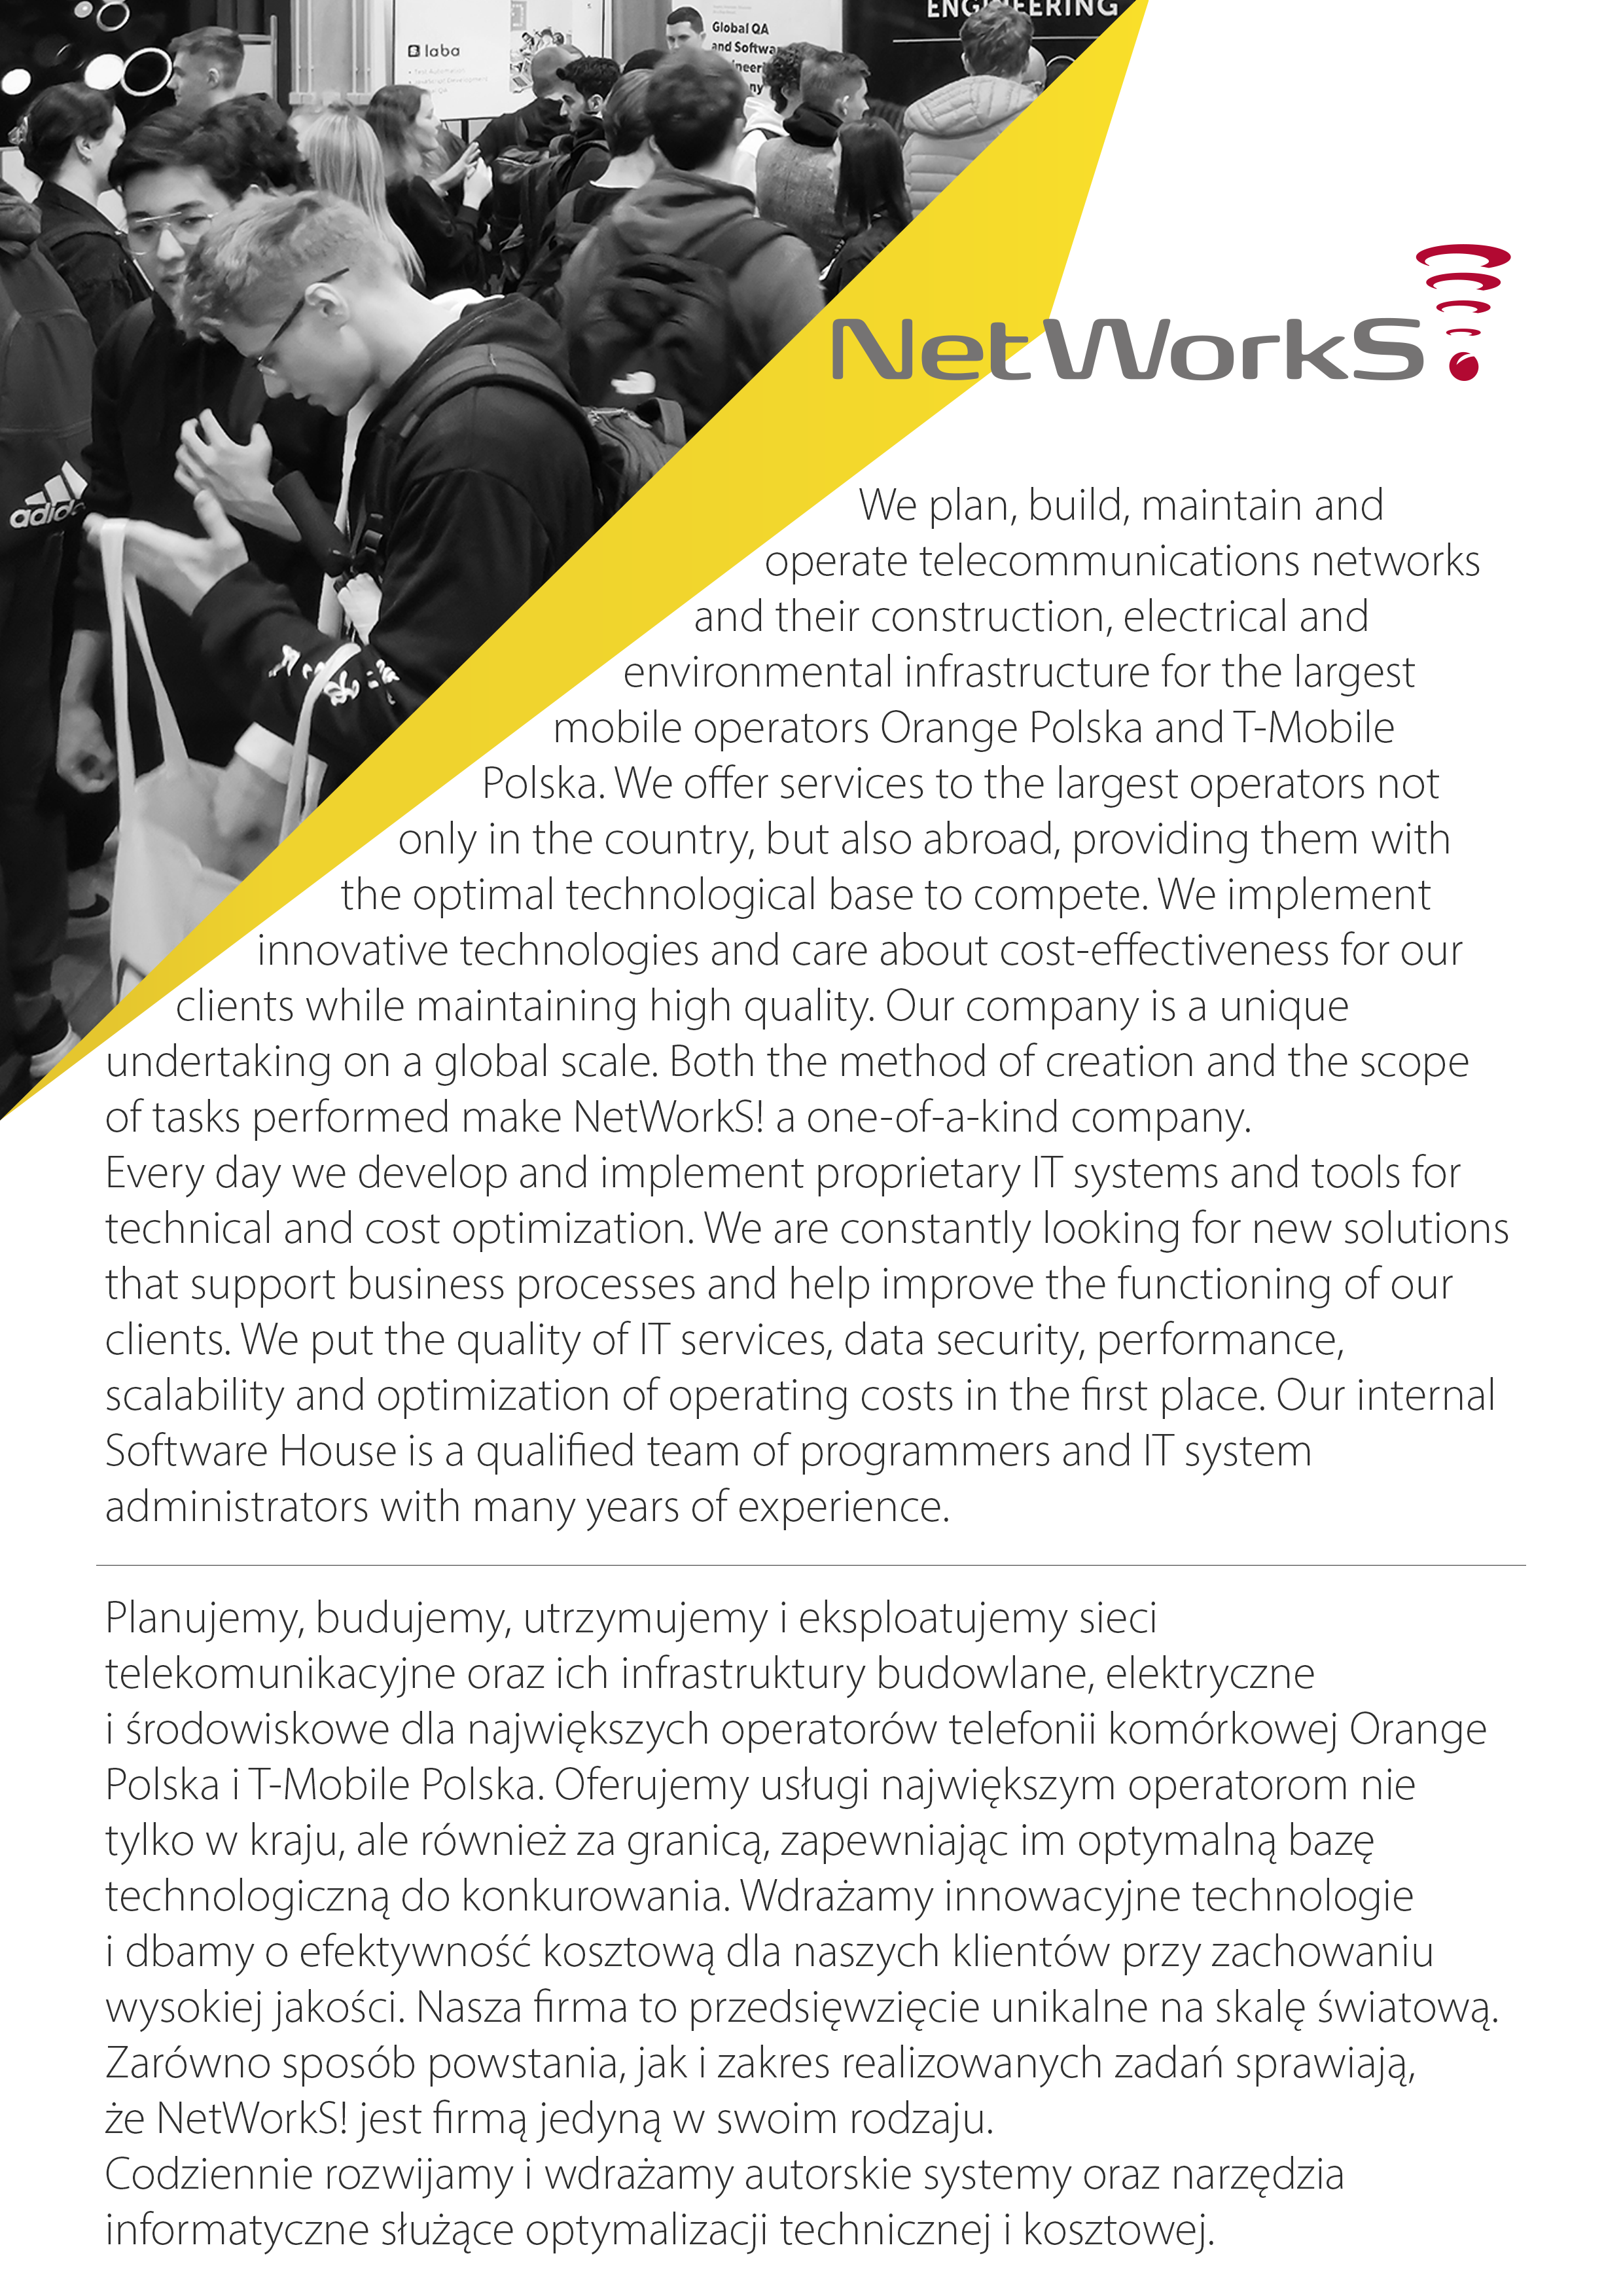 ENGINEERING
Global QA
and Softwa
laba
adidas
NetWorkS!
We plan, build, maintain and
operate telecommunications networks
and their construction, electrical and
environmental infrastructure for the largest
mobile operators Orange Polska and T-Mobile
Polska. We offer services to the largest operators not
only in the country, but also abroad, providing them with
the optimal technological base to compete. We implement
innovative technologies and care about cost-effectiveness for our
clients while maintaining high quality. Our company is a unique
undertaking on a global scale. Both the method of creation and the scope
of tasks performed make NetWorkS! a one-of-a-kind company.
Every day we develop and implement proprietary IT systems and tools for
technical and cost optimization. We are constantly looking for new solutions
that support business processes and help improve the functioning of our
clients. We put the quality of IT services, data security, performance,
scalability and optimization of operating costs in the first place. Our internal
Software House is a qualified team of programmers and IT system
administrators with many years of experience.
Planujemy, budujemy, utrzymujemy i eksploatujemy sieci
telekomunikacyjne oraz ich infrastruktury budowlane, elektryczne
i środowiskowe dla największych operatorów telefonii komórkowej Orange
Polska i T-Mobile Polska. Oferujemy usługi największym operatorom nie
tylko w kraju, ale również za granicą, zapewniając im optymalną bazę
technologiczną do konkurowania. Wdrażamy innowacyjne technologie
i dbamy o efektywność kosztową dla naszych klientów przy zachowaniu
wysokiej jakości. Nasza firma to przedsięwzięcie unikalne na skalę światową.
Zarówno sposób powstania, jak i zakres realizowanych zadań sprawiają,
że NetWorkS! jest firmą jedyną w swoim rodzaju.
Codziennie rozwijamy i wdrażamy autorskie systemy oraz narzędzia
informatyczne służące optymalizacji technicznej i kosztowej.